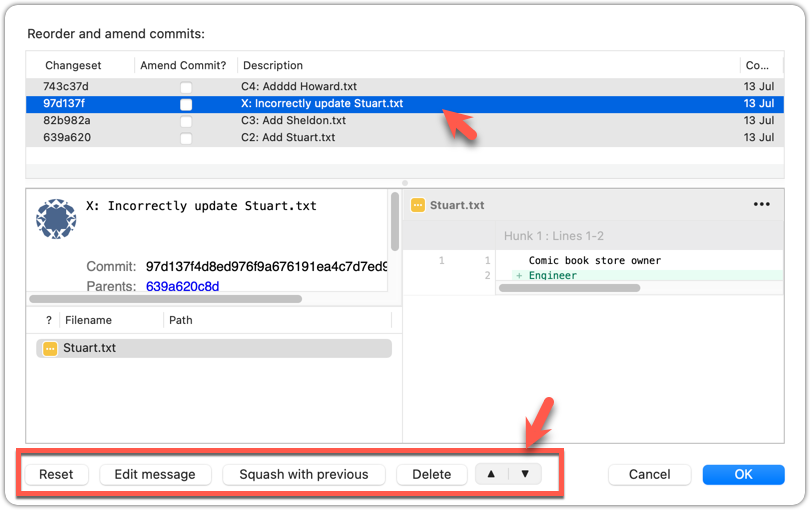 Reorder and amend commits:
Changeset Amend Commit? Description Co...
743c37d C4: Adddd Howard.txt 13 Jul
97d137f X: Incorrectly update Stuart.txt 13 Jul
82b982a C3: Add Sheldon.txt 13 Jul
639a620 C2: Add Stuart.txt 13 Jul
X: Incorrectly update Stuart.txt
Commit: 97d137f4d8ed976f9a676191ea4c7d7ed9
Parents: 639a620c8d
? Filename Path
Stuart.txt
Stuart.txt •••
Hunk 1 : Lines 1-2
1 1 Comic book store owner
2 + Engineer
Reset Edit message Squash with previous Delete ▲ ▼ Cancel OK